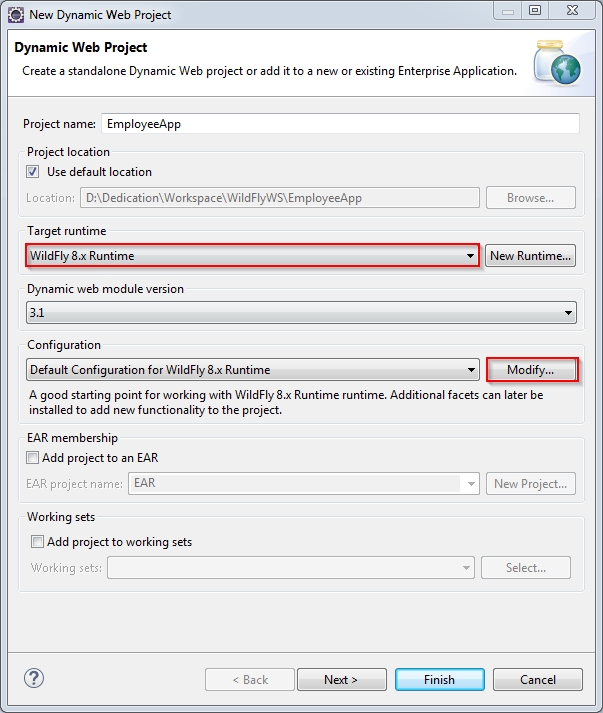 New Dynamic Web Project
Dynamic Web Project
Create a standalone Dynamic Web project or add it to a new or existing Enterprise Application.
Project name: EmployeeApp
Project location
Use default location
Location: D:\Dedication\Workspace\WildFlyWS\EmployeeApp Browse...
Target runtime
WildFly 8.x Runtime New Runtime...
Dynamic web module version
3.1
Configuration
Default Configuration for WildFly 8.x Runtime Modify...
A good starting point for working with WildFly 8.x Runtime runtime. Additional facets can later be
installed to add new functionality to the project.
EAR membership
Add project to an EAR
EAR project name: EAR New Project...
Working sets
Add project to working sets
Working sets: Select...
? < Back Next > Finish Cancel